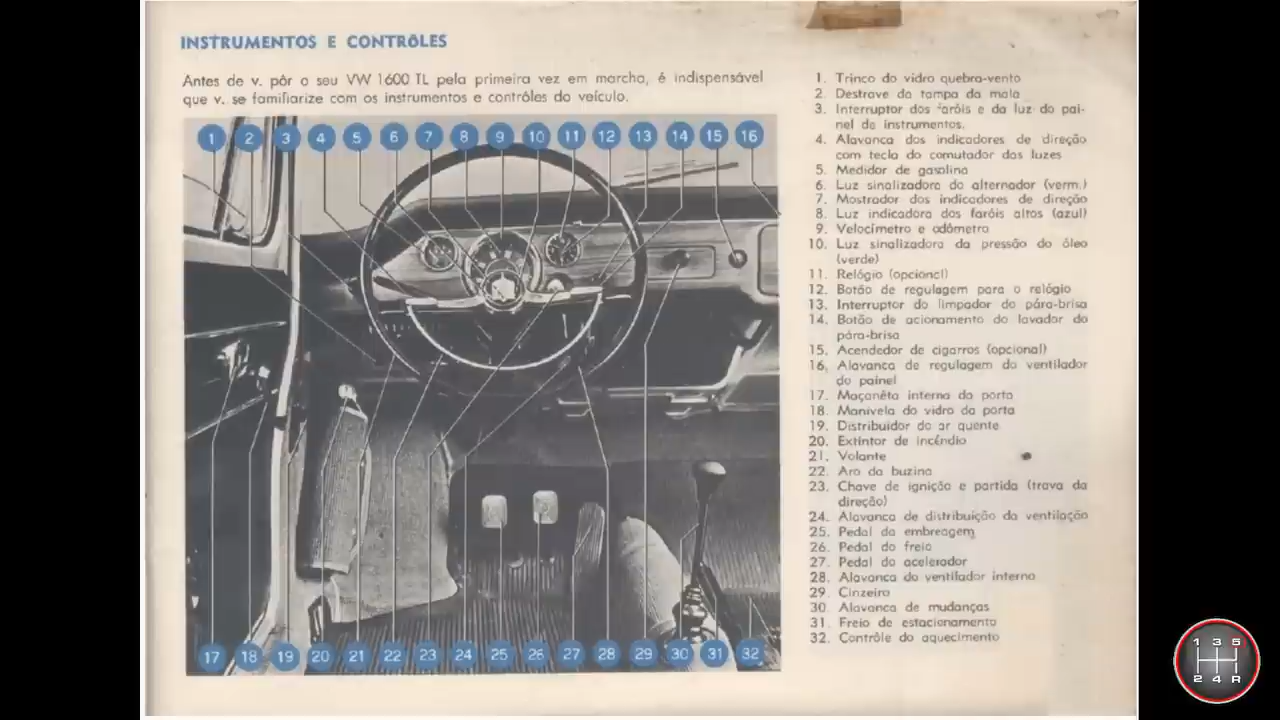 INSTRUMENTOS E CONTRÔLES
Antes de v. pôr o seu VW 1600 TL pela primeira vez em marcha, é indispensável
que v. se familiarize com os instrumentos e contrôles do veículo.
1 2 3 4 5 6 7 8 9 10 11 12 13 14 15 16
17 18 19 20 21 22 23 24 25 26 27 28 29 30 31 32
1. Trinco do vidro quebra-vento
2. Destrave da tampa da mala
3. Interruptor dos faróis e da luz do pai-
nel de instrumentos.
4. Alavanca dos indicadores de direção
com tecla do comutador das luzes
5. Medidor de gasolina
6. Luz sinalizadora do alternador (verm.)
7. Mostrador dos indicadores de direção
8. Luz indicadora dos faróis altos (azul)
9. Velocímetro e odômetro
10. Luz sinalizadora da pressão do óleo
(verde)
11. Relógio (opcional)
12. Botão de regulagem para o relógio
13. Interruptor do limpador do pára-brisa
14. Botão de acionamento do lavador do
pára-brisa
15. Acendedor de cigarros (opcional)
16. Alavanca de regulagem do ventilador
do painel
17. Maçanêta interna da porta
18. Manivela do vidro da porta
19. Distribuidor do ar quente
20. Extintor de incêndio
21. Volante
22. Aro da buzina
23. Chave de ignição e partida (trava da
direção)
24. Alavanca de distribuição da ventilação
25. Pedal da embreagem
26. Pedal do freio
27. Pedal do acelerador
28. Alavanca do ventilador interno
29. Cinzeiro
30. Alavanca de mudanças
31. Freio de estacionamento
32. Contrôle do aquecimento
1 3 5
2 4 R